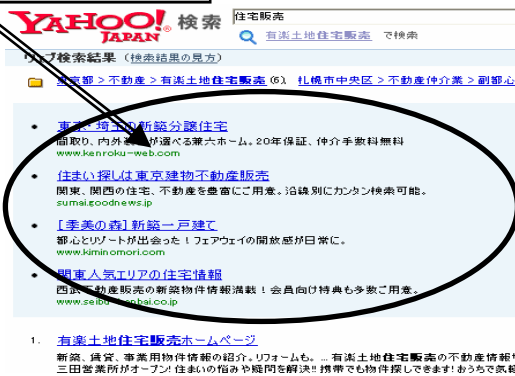 YAHOO! 検索
JAPAN
住宅販売
有楽土地住宅販売 で検索
ウェブ検索結果 (検索結果の見方)
東京都 > 不動産 > 有楽土地住宅販売 (6)、 札幌市中央区 > 不動産仲介業 > 副都心
• 東京・埼玉の新築分譲住宅
間取り、内外 が選べる兼六ホーム。20年保証、仲介手数料無料
www.kenroku-web.com
• 住まい探しは東京建物不動産販売
関東、関西の住宅、不動産を豊富にご用意。沿線別にカンタン検索可能。
sumai.goodnews.jp
• [季美の森] 新築一戸建て
都心とリゾートが出会った!フェアウェイの開放感が日常に。
www.kiminomori.com
• 関東人気エリアの住宅情報
西武不動産販売の新築物件情報満載!会員向け特典も多数ご用意。
www.seibu-hanbai.co.jp
1. 有楽土地住宅販売ホームページ
新築、賃貸、事業用物件情報の紹介。リフォームも。 ... 有楽土地住宅販売の不動産情報
三田営業所がオープン!住まいの悩みや疑問を解決!!携帯でも物件探しできます!おうちで気軽